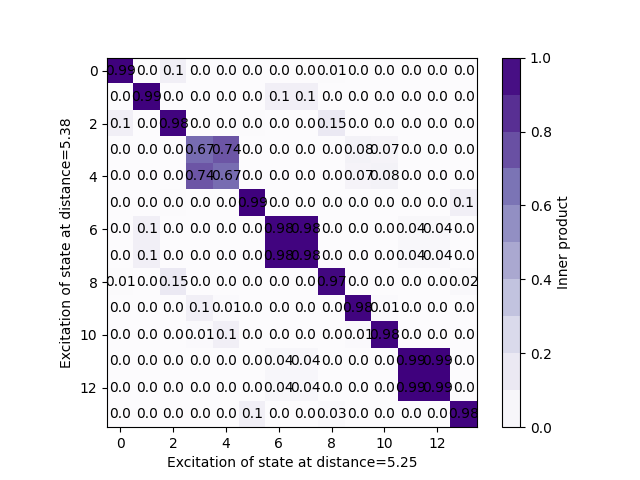 1.0
0 0.99 0.0 0.1 0.0 0.0 0.0 0.0 0.0 0.01 0.0 0.0 0.0 0.0 0.0
0.0 0.99 0.0 0.0 0.0 0.0 0.1 0.1 0.0 0.0 0.0 0.0 0.0 0.0
2 0.1 0.0 0.98 0.0 0.0 0.0 0.0 0.0 0.15 0.0 0.0 0.0 0.0 0.0
0.8
0.0 0.0 0.0 0.67 0.74 0.0 0.0 0.0 0.0 0.08 0.07 0.0 0.0 0.0
4 0.0 0.0 0.0 0.74 0.67 0.0 0.0 0.0 0.0 0.07 0.08 0.0 0.0 0.0
0.0 0.0 0.0 0.0 0.0 0.99 0.0 0.0 0.0 0.0 0.0 0.0 0.0 0.1
0.6
6 0.0 0.1 0.0 0.0 0.0 0.0 0.98 0.98 0.0 0.0 0.0 0.04 0.04 0.0
0.0 0.1 0.0 0.0 0.0 0.0 0.98 0.98 0.0 0.0 0.0 0.04 0.04 0.0
0.4
8 0.01 0.0 0.15 0.0 0.0 0.0 0.0 0.0 0.97 0.0 0.0 0.0 0.0 0.02
0.0 0.0 0.0 0.1 0.01 0.0 0.0 0.0 0.0 0.98 0.01 0.0 0.0 0.0
10 0.0 0.0 0.0 0.01 0.1 0.0 0.0 0.0 0.0 0.01 0.98 0.0 0.0 0.0
0.2
0.0 0.0 0.0 0.0 0.0 0.0 0.04 0.04 0.0 0.0 0.0 0.99 0.99 0.0
12 0.0 0.0 0.0 0.0 0.0 0.0 0.04 0.04 0.0 0.0 0.0 0.99 0.99 0.0
0.0 0.0 0.0 0.0 0.0 0.1 0.0 0.0 0.03 0.0 0.0 0.0 0.0 0.98
0.0
0 2 4 6 8 10 12
Excitation of state at distance=5.25
Excitation of state at distance=5.38
Inner product